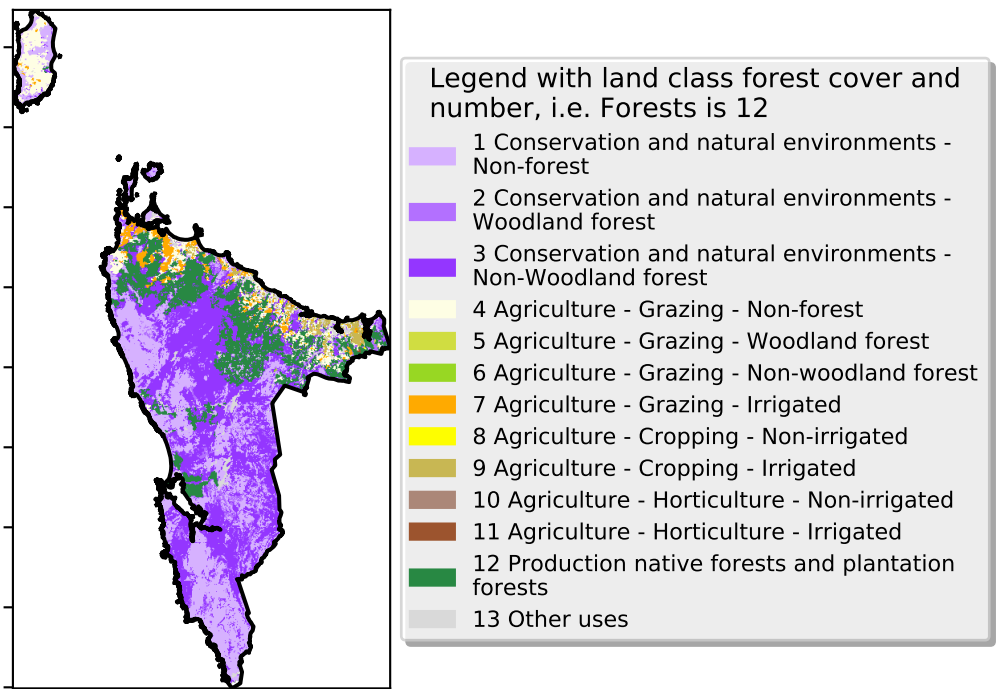 Legend with land class forest cover and
number, i.e. Forests is 12
1 Conservation and natural environments -
Non-forest
2 Conservation and natural environments -
Woodland forest
3 Conservation and natural environments -
Non-Woodland forest
4 Agriculture - Grazing - Non-forest
5 Agriculture - Grazing - Woodland forest
6 Agriculture - Grazing - Non-woodland forest
7 Agriculture - Grazing - Irrigated
8 Agriculture - Cropping - Non-irrigated
9 Agriculture - Cropping - Irrigated
10 Agriculture - Horticulture - Non-irrigated
11 Agriculture - Horticulture - Irrigated
12 Production native forests and plantation
forests
13 Other uses